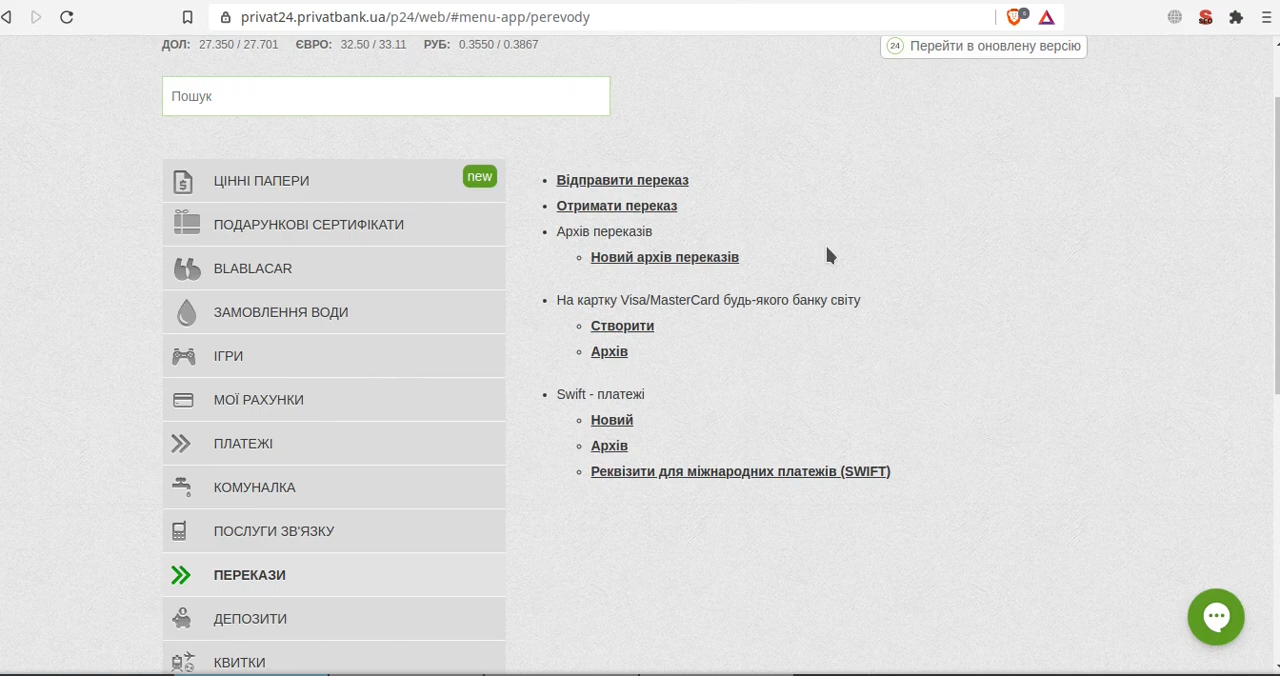 privat24.privatbank.ua/p24/web/#menu-app/perevody
6
SEO
ДОЛ: 27.350 / 27.701 ЄВРО: 32.50 / 33.11 РУБ: 0.3550 / 0.3867
24 Перейти в оновлену версію
Пошук
ЦІННІ ПАПЕРИ new
ПОДАРУНКОВІ СЕРТИФІКАТИ
BLABLACAR
ЗАМОВЛЕННЯ ВОДИ
ІГРИ
МОЇ РАХУНКИ
ПЛАТЕЖІ
КОМУНАЛКА
ПОСЛУГИ ЗВ'ЯЗКУ
ПЕРЕКАЗИ
ДЕПОЗИТИ
КВИТКИ
Відправити переказ
Отримати переказ
Архів переказів
Новий архів переказів
На картку Visa/MasterCard будь-якого банку світу
Створити
Архів
Swift - платежі
Новий
Архів
Реквізити для міжнародних платежів (SWIFT)